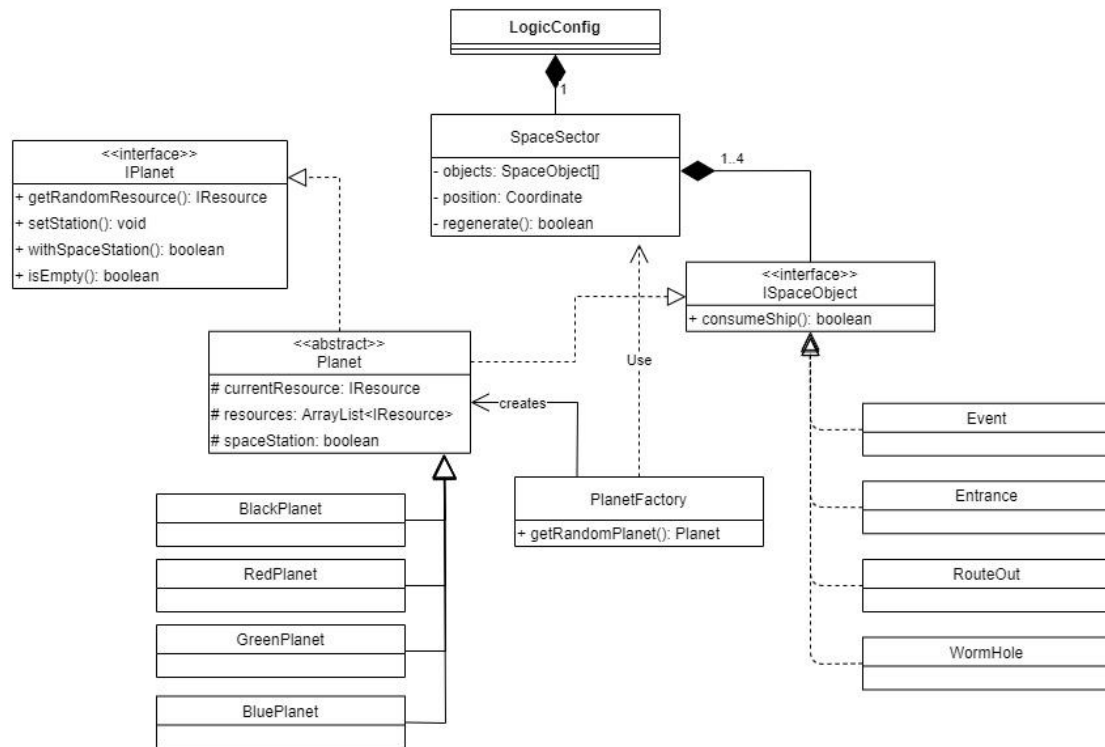 LogicConfig
1
SpaceSector
- objects: SpaceObject[]
- position: Coordinate
- regenerate(): boolean
1..4
<<interface>>
IPlanet
+ getRandomResource(): IResource
+ setStation(): void
+ withSpaceStation(): boolean
+ isEmpty(): boolean
<<interface>>
ISpaceObject
+ consumeShip(): boolean
<<abstract>>
Planet
# currentResource: IResource
# resources: ArrayList<IResource>
# spaceStation: boolean
Use
creates
PlanetFactory
+ getRandomPlanet(): Planet
BlackPlanet
RedPlanet
GreenPlanet
BluePlanet
Event
Entrance
RouteOut
WormHole